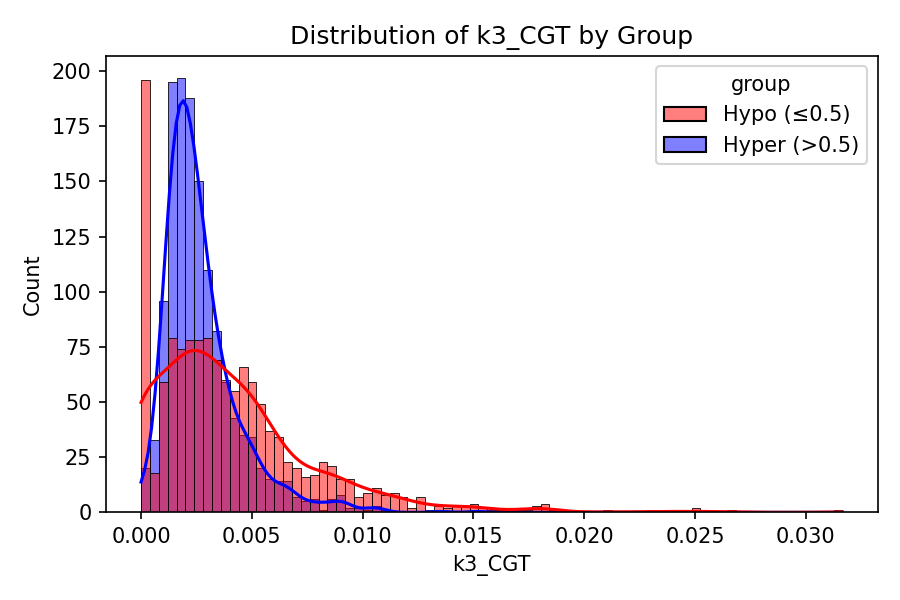 Distribution of k3_CGT by Group
group
Hypo (≤0.5)
Hyper (>0.5)
Count
200
175
150
125
100
75
50
25
0
0.000 0.005 0.010 0.015 0.020 0.025 0.030
k3_CGT